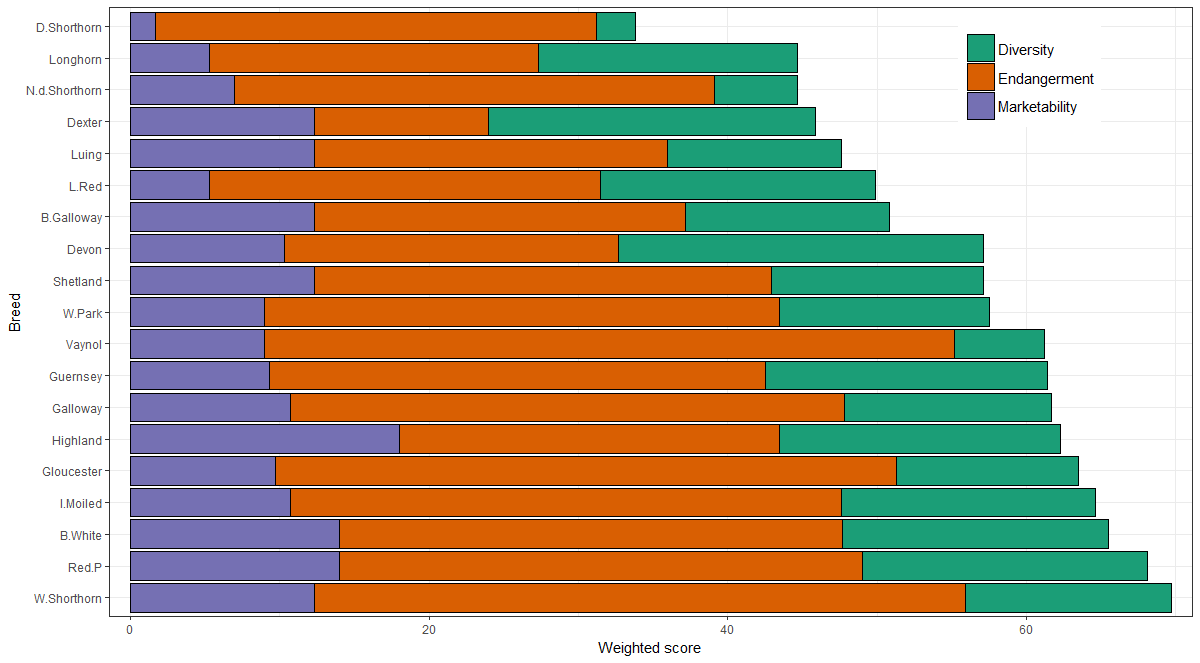 D.Shorthorn
Longhorn
N.d.Shorthorn
Dexter
Luing
L.Red
B.Galloway
Devon
Shetland
W.Park
Vaynol
Guernsey
Galloway
Highland
Gloucester
I.Moiled
B.White
Red.P
W.Shorthorn
Breed
Diversity
Endangerment
Marketability
0 20 40 60
Weighted score